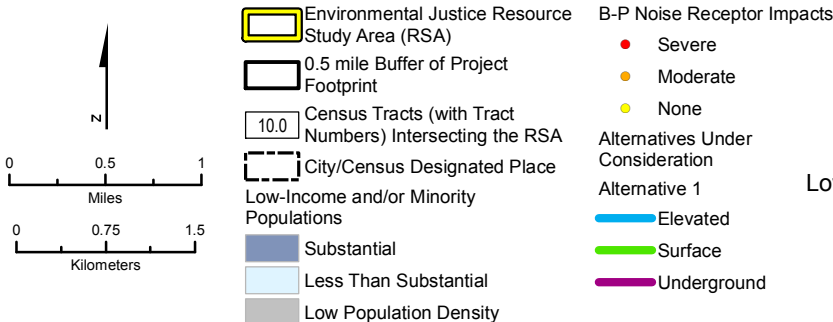 N
0 0.5 1
Miles
0 0.75 1.5
Kilometers
Environmental Justice Resource
Study Area (RSA)
0.5 mile Buffer of Project
Footprint
10.0
Census Tracts (with Tract
Numbers) Intersecting the RSA
City/Census Designated Place
Low-Income and/or Minority
Populations
Substantial
Less Than Substantial
Low Population Density
B-P Noise Receptor Impacts
Severe
Moderate
None
Alternatives Under
Consideration
Alternative 1
Elevated
Surface
Underground